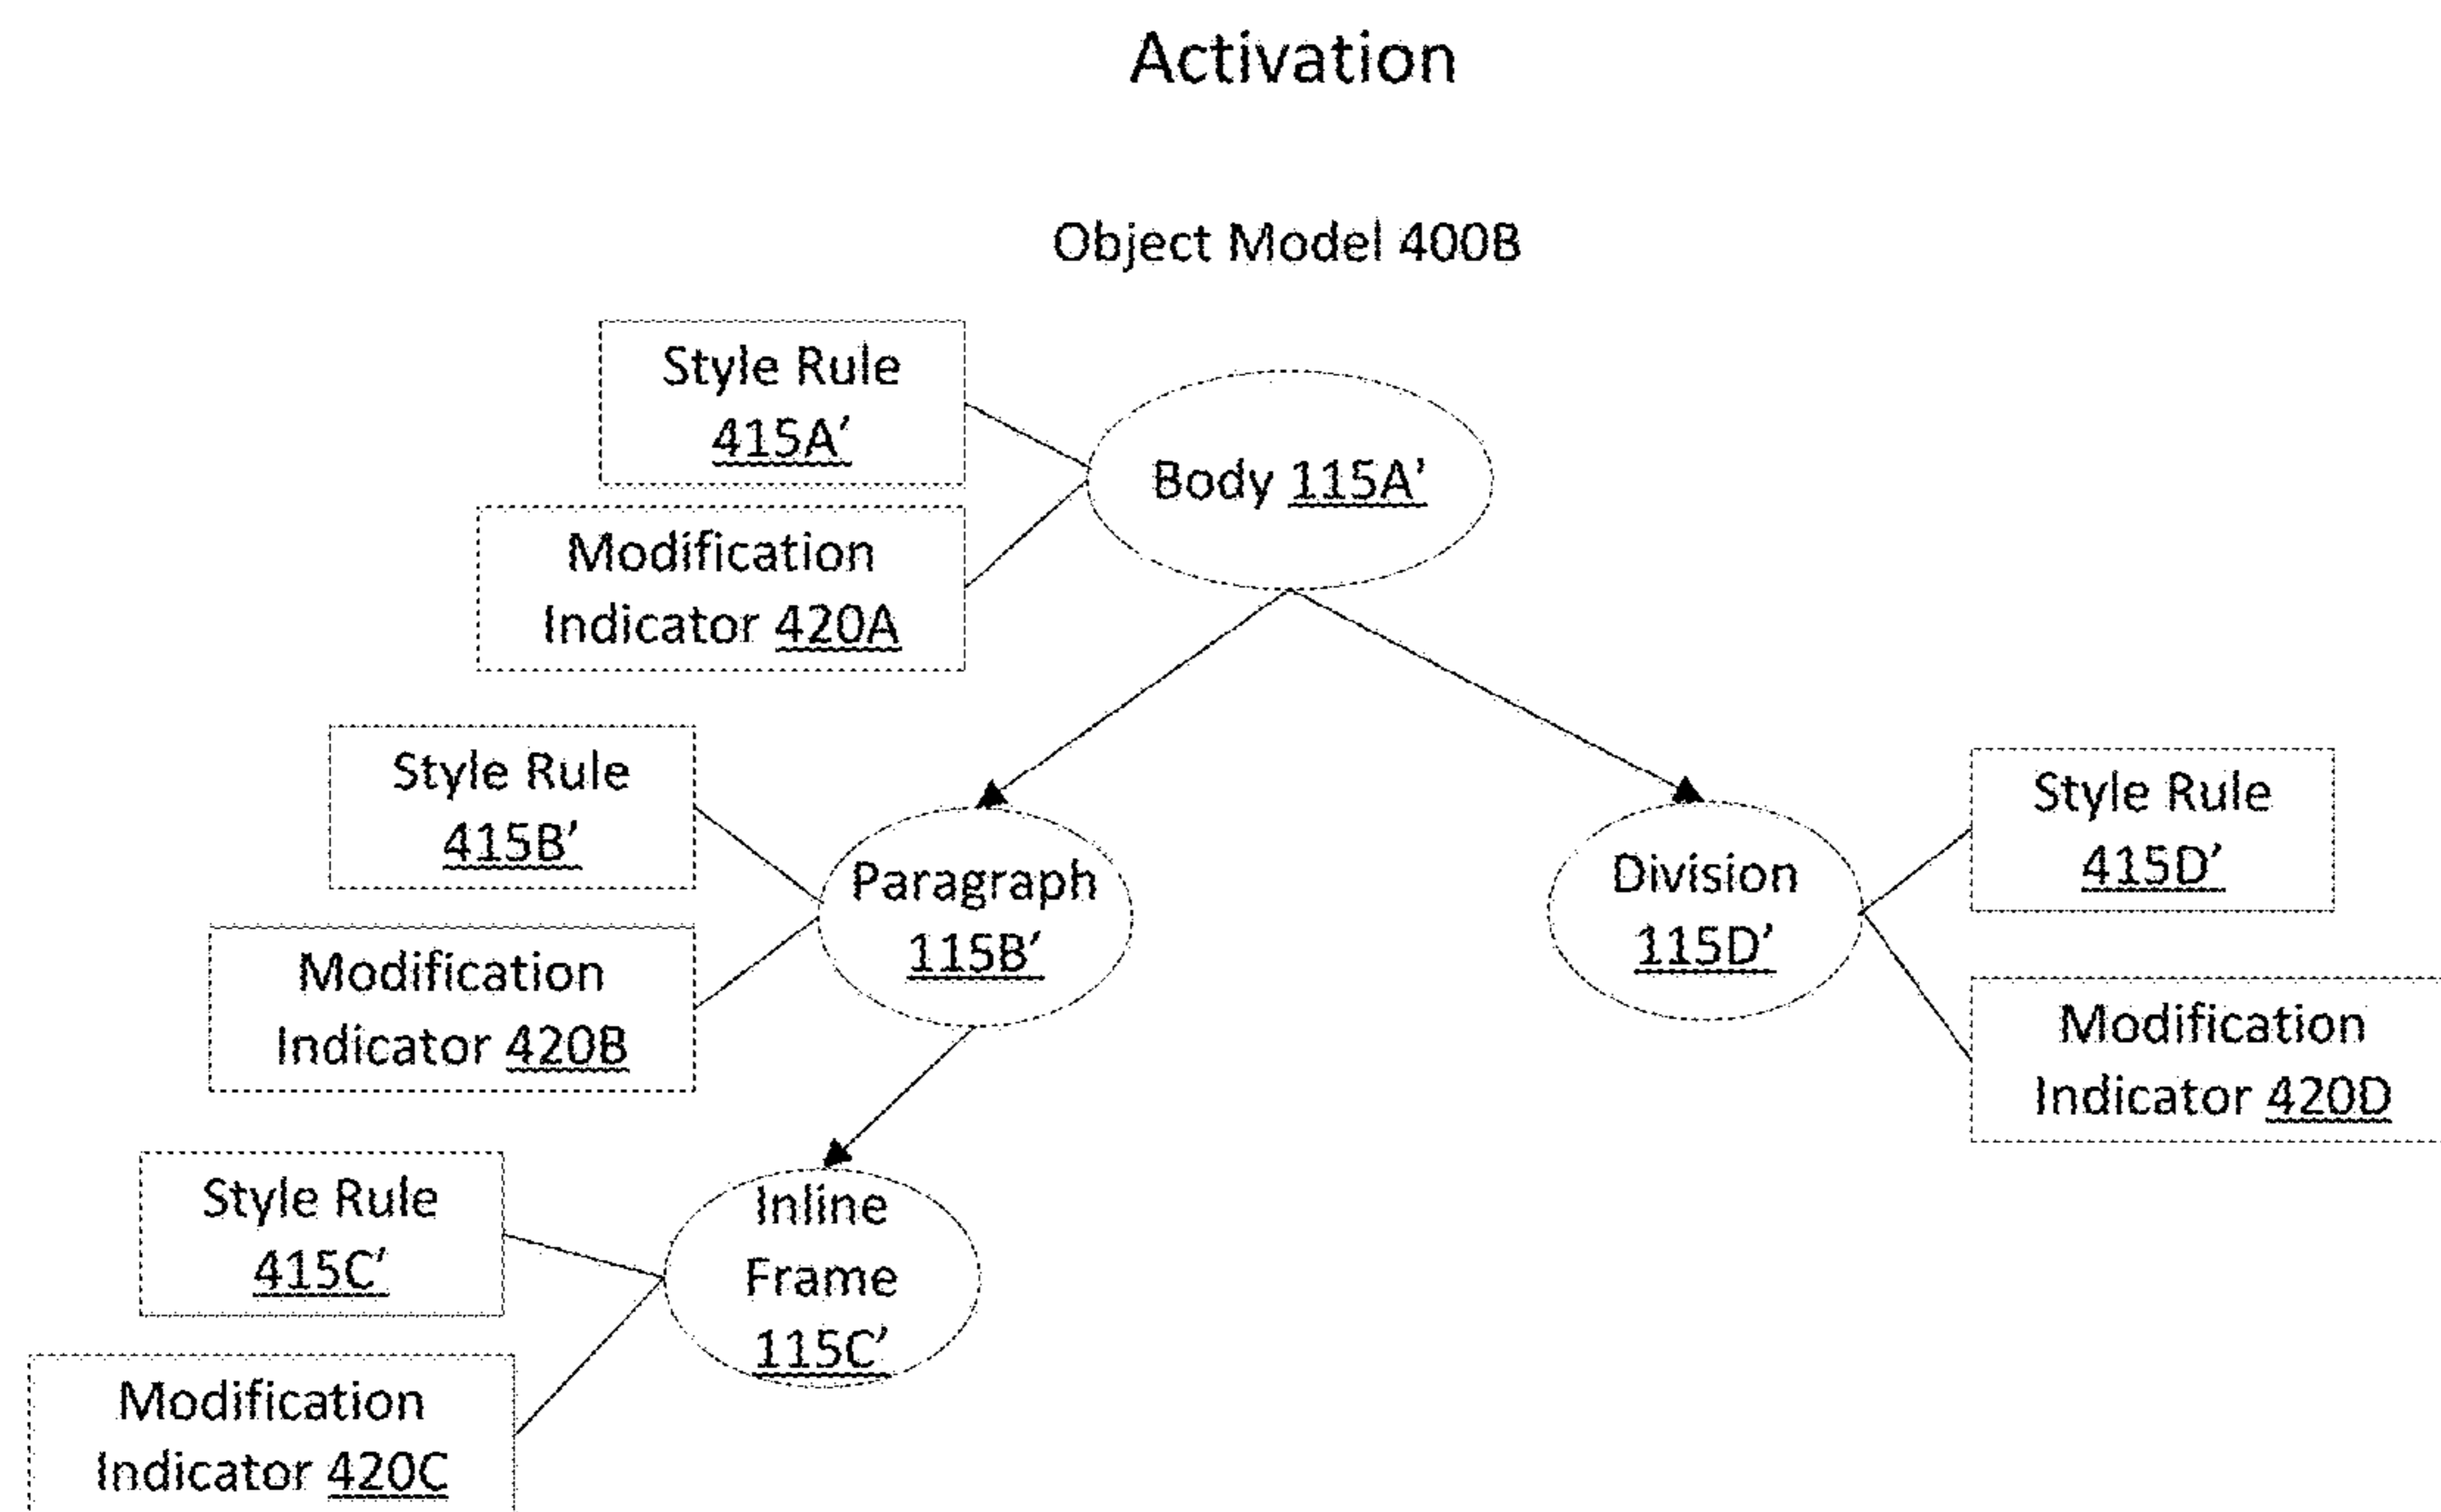 Activation
Object Model 400B
Style Rule
415A’
Body 115A’
Modification
Indicator 420A
Style Rule
415B’
Paragraph
115B’
Modification
Indicator 420B
Division
115D’
Style Rule
415D’
Modification
Indicator 420D
Style Rule
415C’
Inline
Frame
115C’
Modification
Indicator 420C